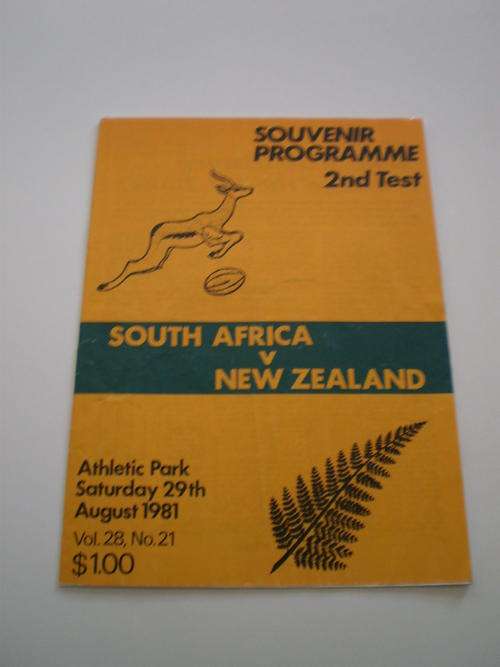 SOUVENIR
PROGRAMME
2nd Test
SOUTH AFRICA
v
NEW ZEALAND
Athletic Park
Saturday 29th
August 1981
Vol. 28, No. 21
$1.00